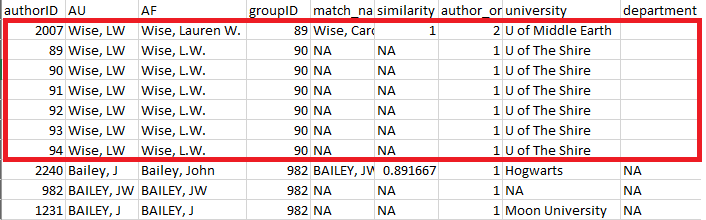 authorID AU AF groupID match_na similarity author_or university department
2007 Wise, LW Wise, Lauren W. 89 Wise, Card 1 2 U of Middle Earth
89 Wise, LW Wise, L.W. 90 NA NA 1 U of The Shire
90 Wise, LW Wise, L.W. 90 NA NA 1 U of The Shire
91 Wise, LW Wise, L.W. 90 NA NA 1 U of The Shire
92 Wise, LW Wise, L.W. 90 NA NA 1 U of The Shire
93 Wise, LW Wise, L.W. 90 NA NA 1 U of The Shire
94 Wise, LW Wise, L.W. 90 NA NA 1 U of The Shire
2240 Bailey, J Bailey, John 982 BAILEY, JW 0.891667 1 Hogwarts NA
982 BAILEY, JW BAILEY, JW 982 NA NA 1 NA NA
1231 BAILEY, J BAILEY, J 982 NA NA 1 Moon University NA